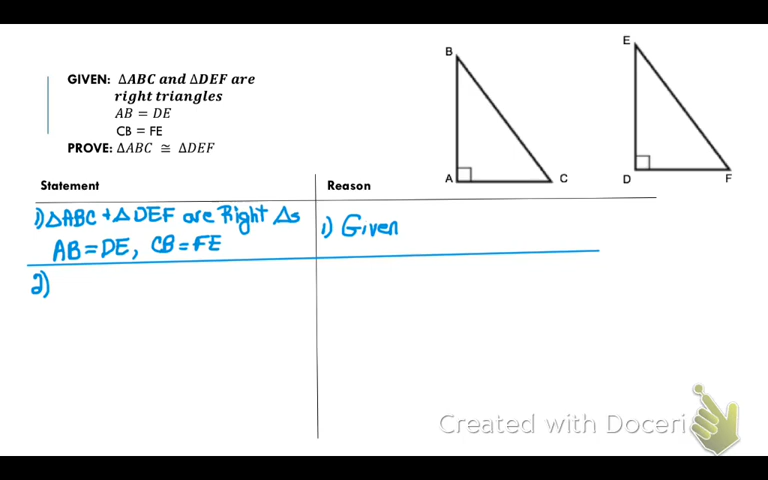 GIVEN: ΔABC and ΔDEF are
right triangles
AB = DE
CB = FE
PROVE: ΔABC ≅ ΔDEF
B
A
C
E
D
F
Statement
Reason
1) ΔABC + Δ DEF are Right Δs
AB = DE, CB = FE
1) Given
2)
Created with Doceri